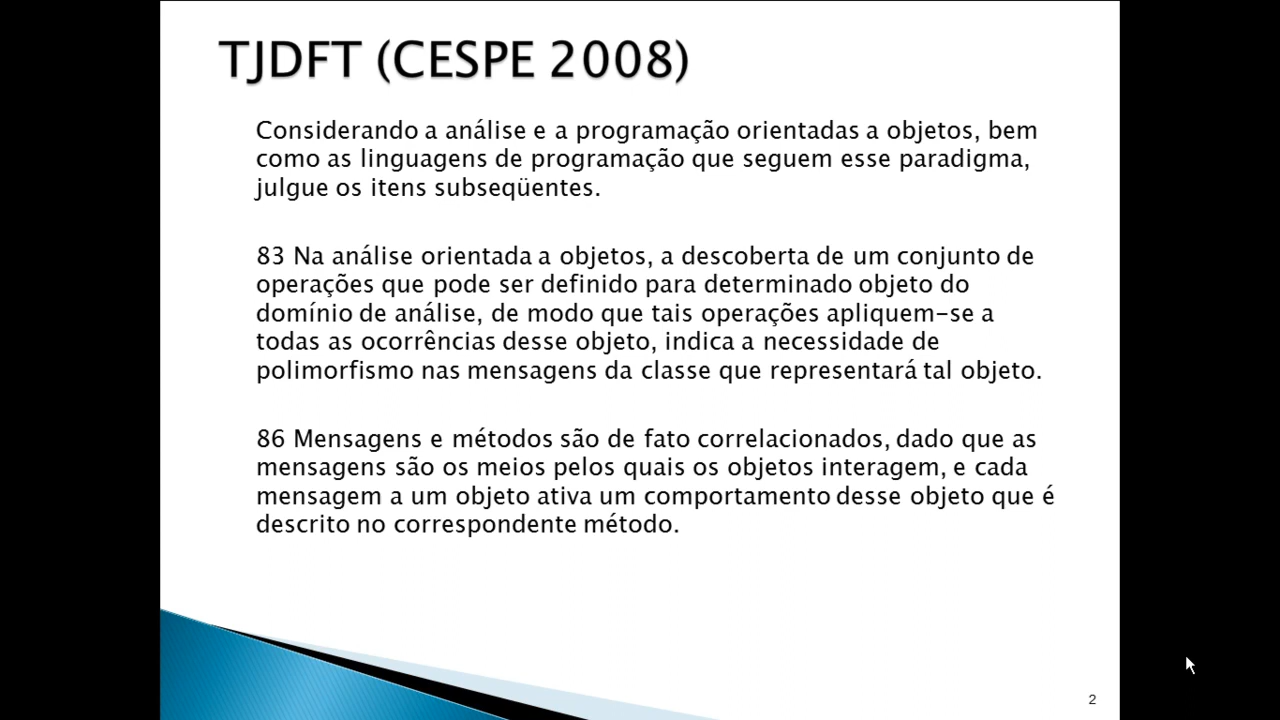 TJDFT (CESPE 2008)
Considerando a análise e a programação orientadas a objetos, bem
como as linguagens de programação que seguem esse paradigma,
julgue os itens subseqüentes.
83 Na análise orientada a objetos, a descoberta de um conjunto de
operações que pode ser definido para determinado objeto do
domínio de análise, de modo que tais operações apliquem-se a
todas as ocorrências desse objeto, indica a necessidade de
polimorfismo nas mensagens da classe que representará tal objeto.
86 Mensagens e métodos são de fato correlacionados, dado que as
mensagens são os meios pelos quais os objetos interagem, e cada
mensagem a um objeto ativa um comportamento desse objeto que é
descrito no correspondente método.
2